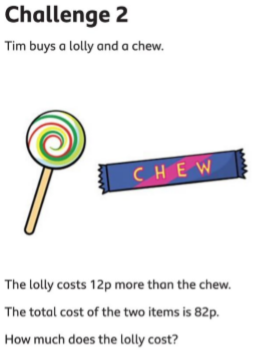 Challenge 2
Tim buys a lolly and a chew.
CHEW
The lolly costs 12p more than the chew.
The total cost of the two items is 82p.
How much does the lolly cost?